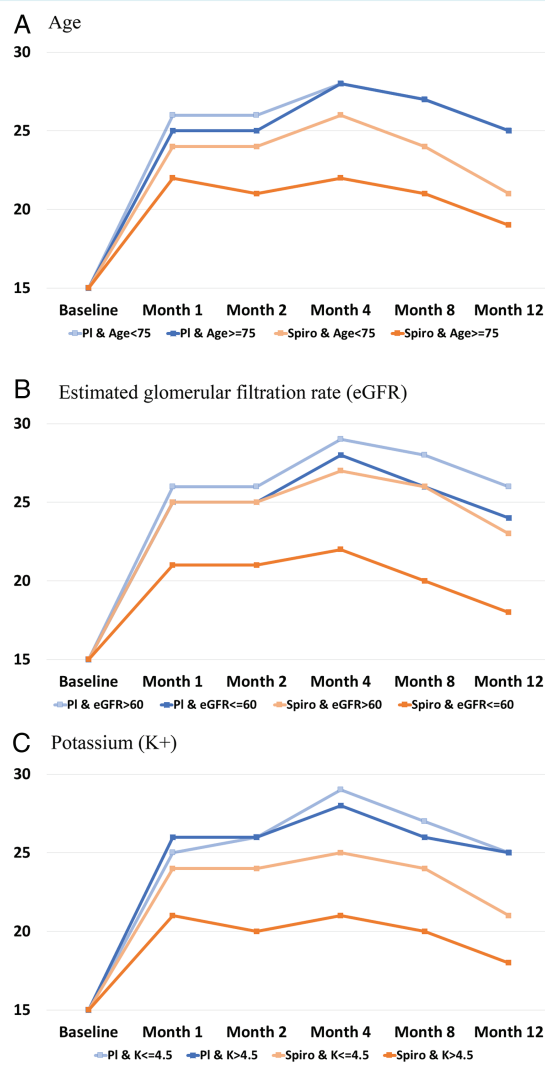 A Age
30
25
20
15
Baseline Month 1 Month 2 Month 4 Month 8 Month 12
Pl & Age<75 Pl & Age>=75 Spiro & Age<75 Spiro & Age>=75
B Estimated glomerular filtration rate (eGFR)
30
25
20
15
Baseline Month 1 Month 2 Month 4 Month 8 Month 12
Pl & eGFR>60 Pl & eGFR<=60 Spiro & eGFR>60 Spiro & eGFR<=60
C Potassium (K+)
30
25
20
15
Baseline Month 1 Month 2 Month 4 Month 8 Month 12
Pl & K<=4.5 Pl & K>4.5 Spiro & K<=4.5 Spiro & K>4.5